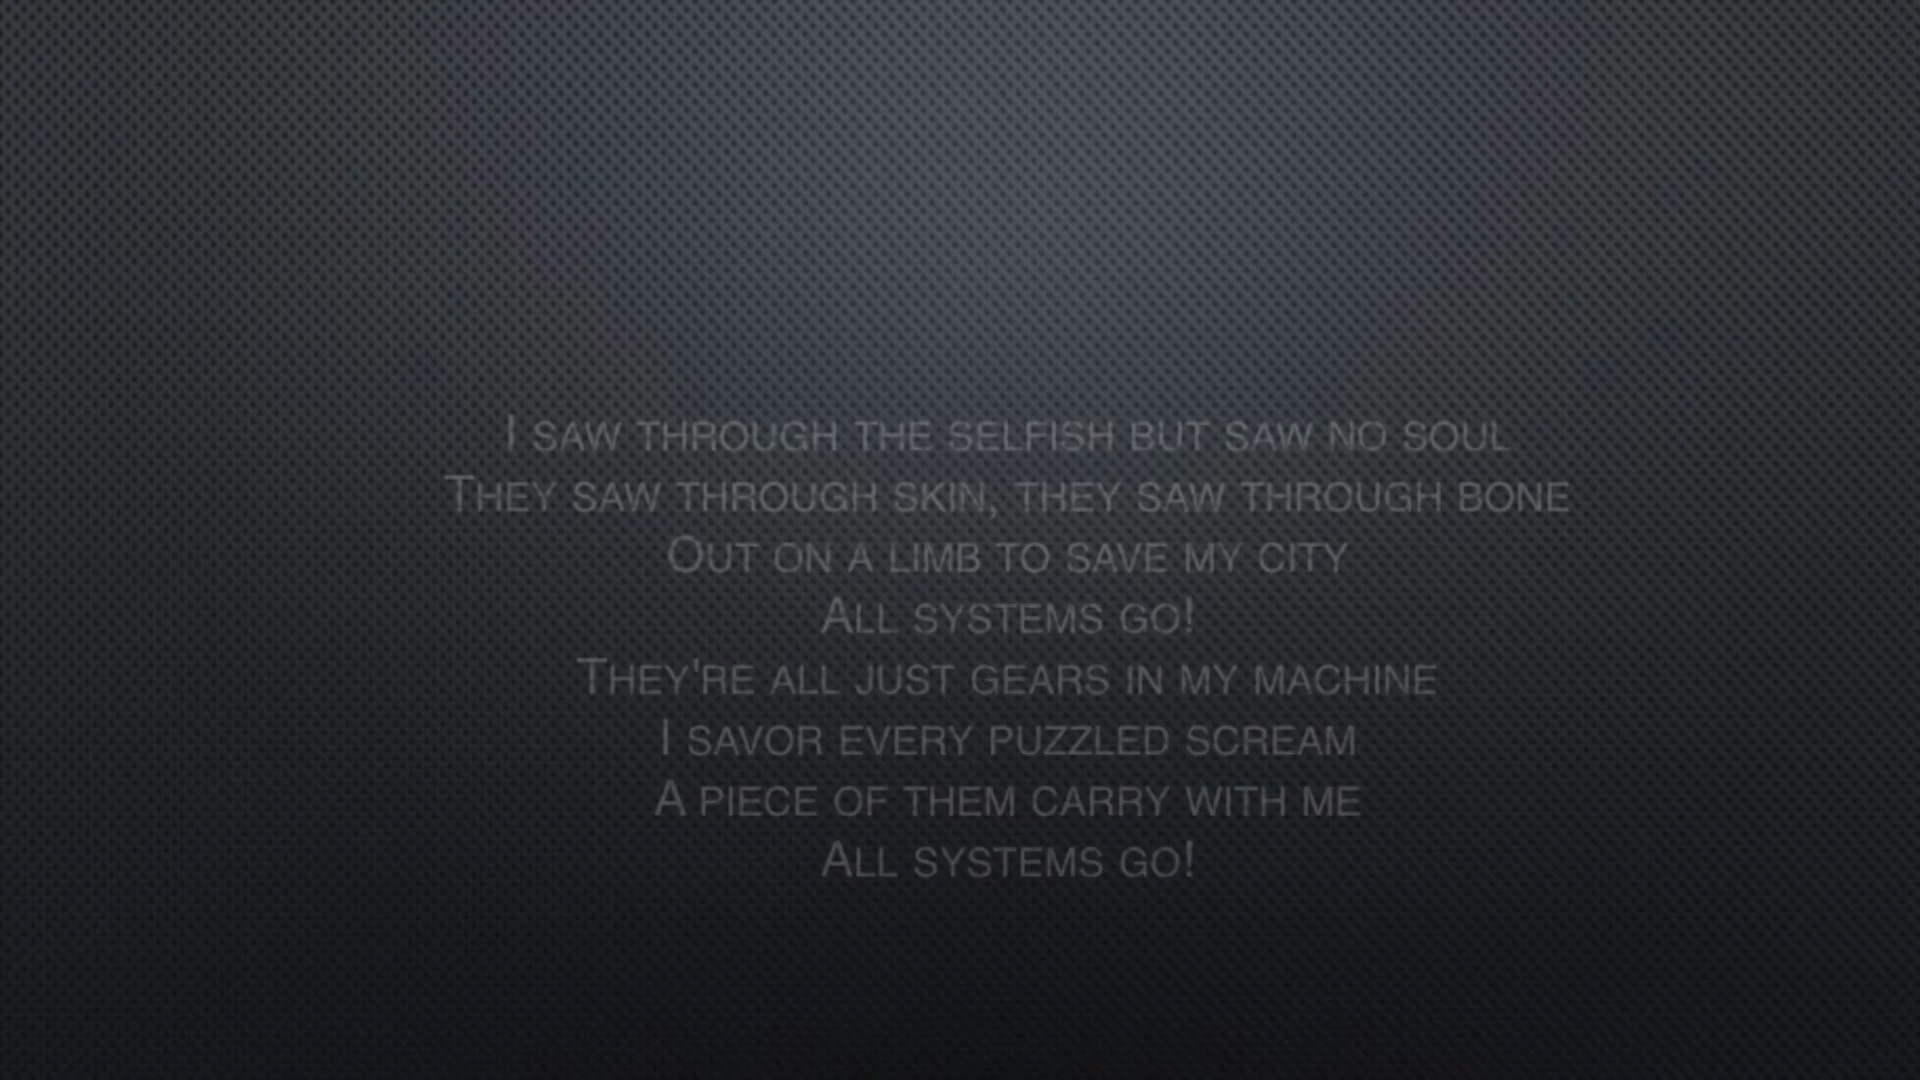 I SAW THROUGH THE SELFISH BUT SAW NO SOUL
THEY SAW THROUGH SKIN, THEY SAW THROUGH BONE
OUT ON A LIMB TO SAVE MY CITY
ALL SYSTEMS GO!
THEY'RE ALL JUST GEARS IN MY MACHINE
I SAVOR EVERY PUZZLED SCREAM
A PIECE OF THEM CARRY WITH ME
ALL SYSTEMS GO!